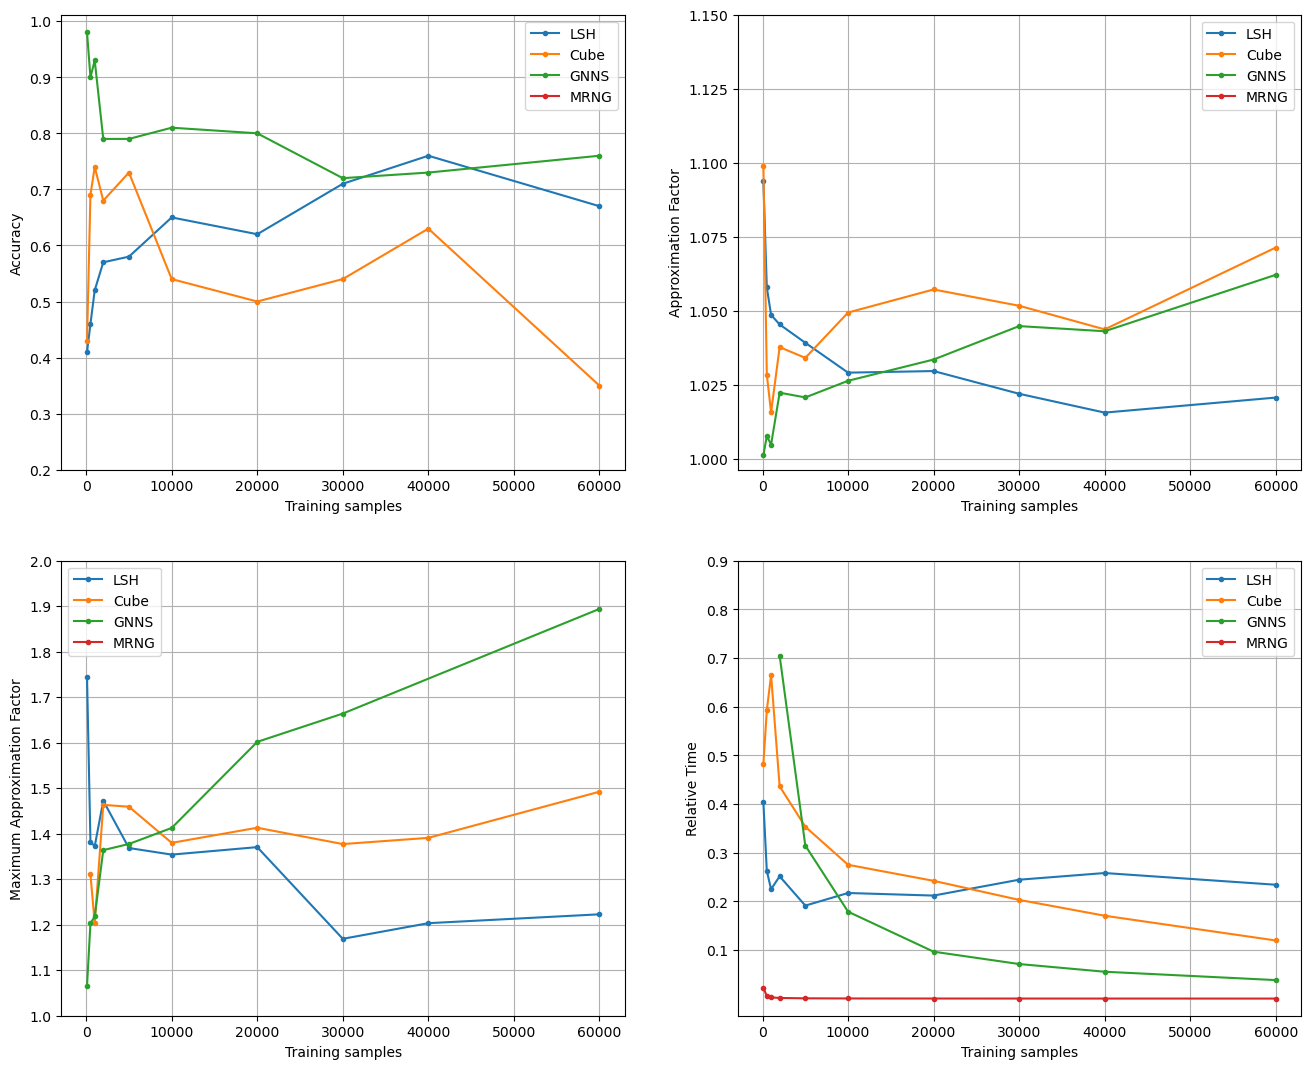 1.0
0.9
0.8
0.7
0.6
0.5
0.4
0.3
0.2
Accuracy
0 10000 20000 30000 40000 50000 60000
Training samples
LSH
Cube
GNNS
MRNG
1.150
1.125
1.100
1.075
1.050
1.025
1.000
Approximation Factor
0 10000 20000 30000 40000 50000 60000
Training samples
LSH
Cube
GNNS
MRNG
2.0
1.9
1.8
1.7
1.6
1.5
1.4
1.3
1.2
1.1
1.0
Maximum Approximation Factor
0 10000 20000 30000 40000 50000 60000
Training samples
LSH
Cube
GNNS
MRNG
0.9
0.8
0.7
0.6
0.5
0.4
0.3
0.2
0.1
Relative Time
0 10000 20000 30000 40000 50000 60000
Training samples
LSH
Cube
GNNS
MRNG